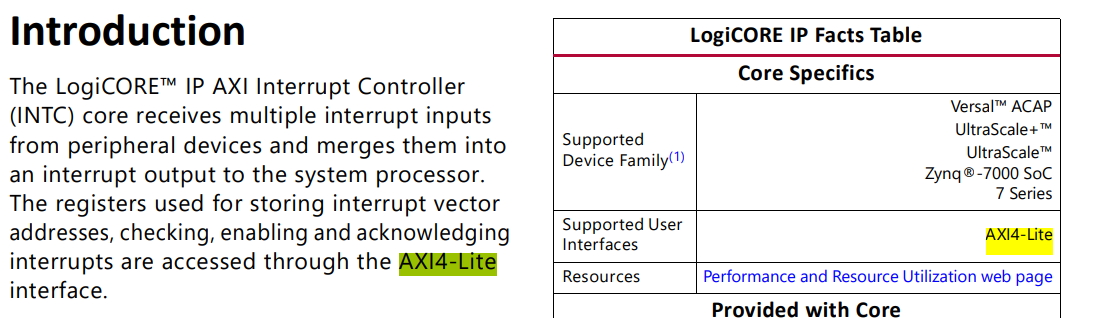 Introduction
The LogiCORE™ IP AXI Interrupt Controller
(INTC) core receives multiple interrupt inputs
from peripheral devices and merges them into
an interrupt output to the system processor.
The registers used for storing interrupt vector
addresses, checking, enabling and acknowledging
interrupts are accessed through the AXI4-Lite
interface.
LogiCORE IP Facts Table
Core Specifics
Supported
Device Family(1)
Versal™ ACAP
UltraScale+™
UltraScale™
Zynq®-7000 SoC
7 Series
Supported User
Interfaces
AXI4-Lite
Resources
Performance and Resource Utilization web page
Provided with Core